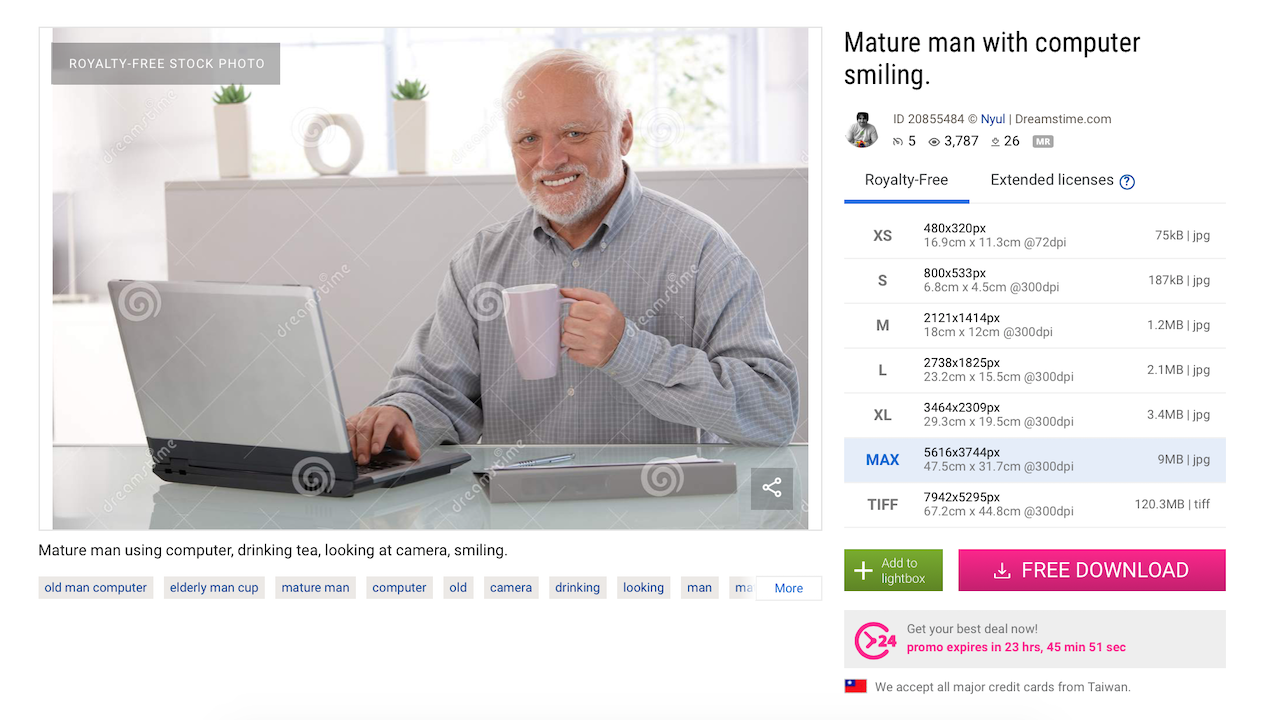 ROYALTY-FREE STOCK PHOTO
dreamstime
dreamstime
dreamstime
dreamstime
dreamstime
dreamstime
dreamstime
dreamstime
Mature man using computer, drinking tea, looking at camera, smiling.
old man computer elderly man cup mature man computer old camera drinking looking man ma More
Mature man with computer
smiling.
ID 20855484 © Nyul | Dreamstime.com
5 3,787 26 MR
Royalty-Free Extended licenses ?
XS 480x320px 75kB | jpg
16.9cm x 11.3cm @72dpi
S 800x533px 187kB | jpg
6.8cm x 4.5cm @300dpi
M 2121x1414px 1.2MB | jpg
18cm x 12cm @300dpi
L 2738x1825px 2.1MB | jpg
23.2cm x 15.5cm @300dpi
XL 3464x2309px 3.4MB | jpg
29.3cm x 19.5cm @300dpi
MAX 5616x3744px 9MB | jpg
47.5cm x 31.7cm @300dpi
TIFF 7942x5295px 120.3MB | tiff
67.2cm x 44.8cm @300dpi
+ Add to
lightbox
FREE DOWNLOAD
24
Get your best deal now!
promo expires in 23 hrs, 45 min 51 sec
We accept all major credit cards from Taiwan.